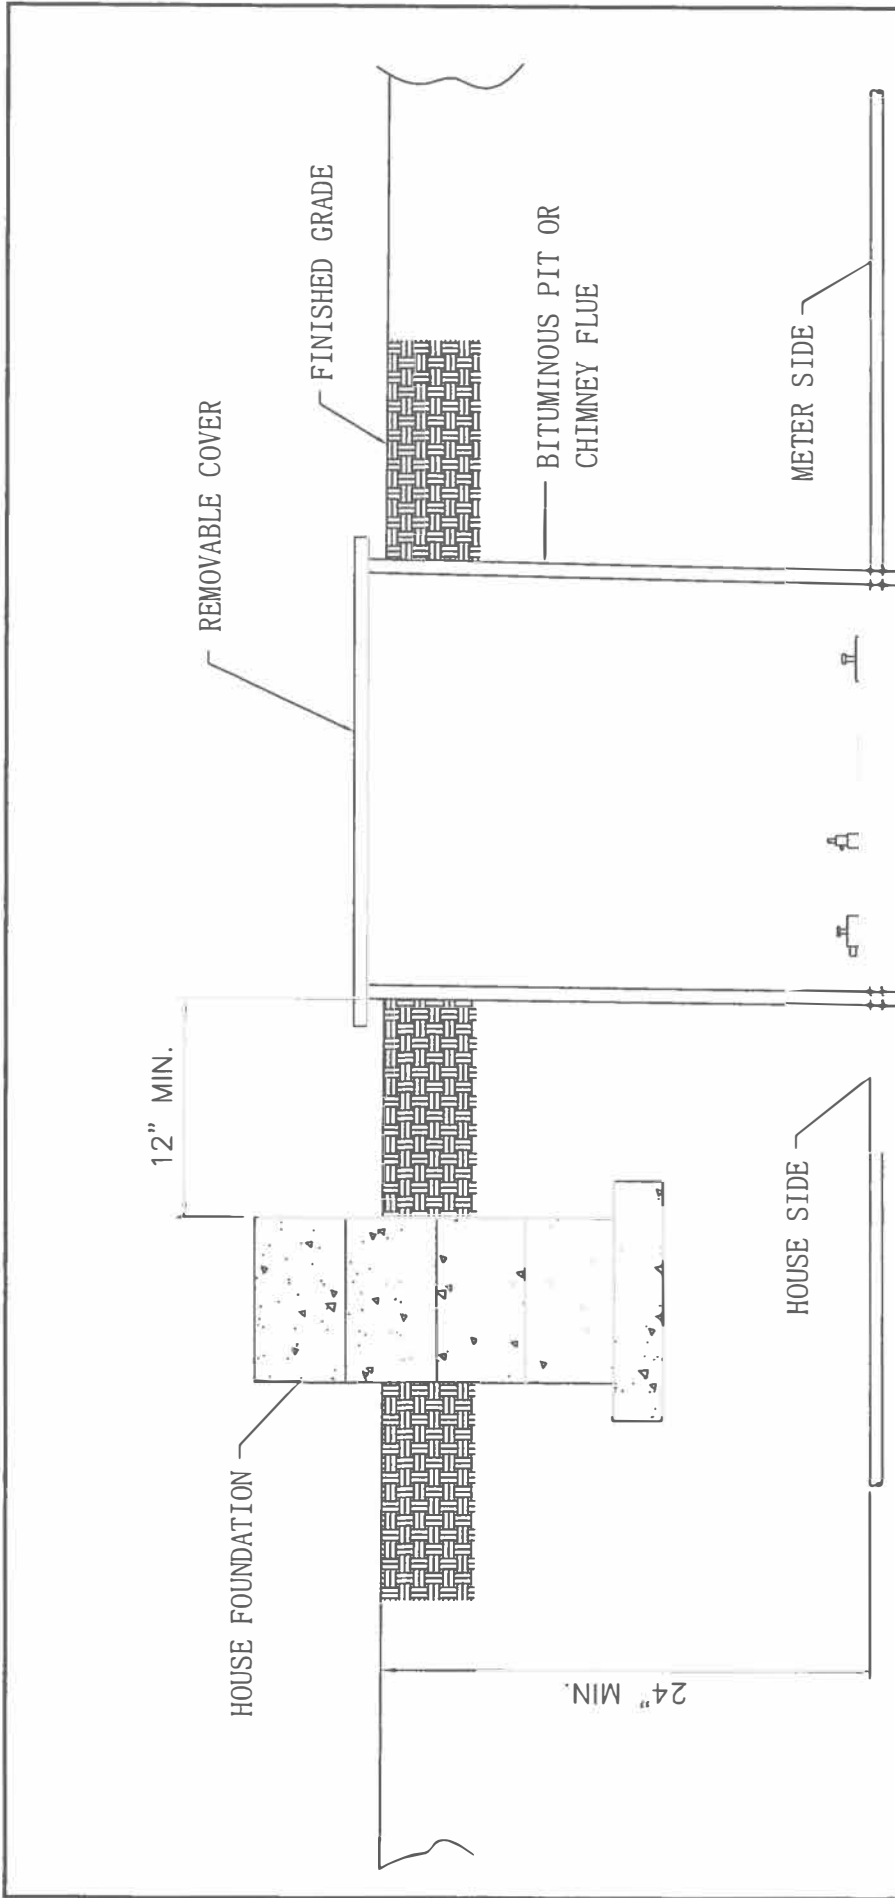 REMOVABLE COVER
FINISHED GRADE
12" MIN.
HOUSE FOUNDATION
BITUMINOUS PIT OR
CHIMNEY FLUE
24" MIN.
HOUSE SIDE
METER SIDE